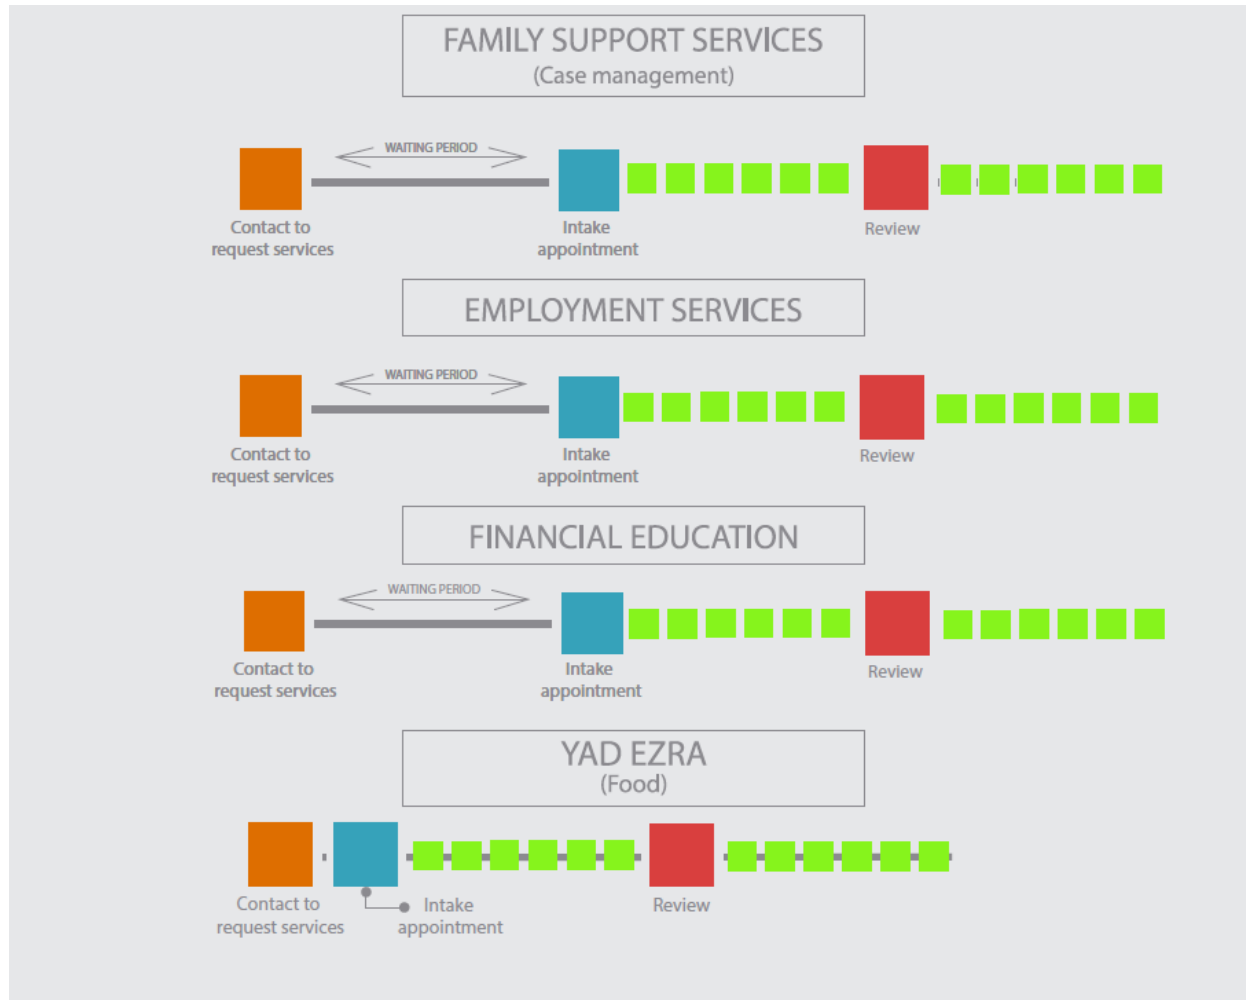 FAMILY SUPPORT SERVICES
(Case management)
WAITING PERIOD
Contact to
request services
Intake
appointment
Review
EMPLOYMENT SERVICES
WAITING PERIOD
Contact to
request services
Intake
appointment
Review
FINANCIAL EDUCATION
WAITING PERIOD
Contact to
request services
Intake
appointment
Review
YAD EZRA
(Food)
Contact to
request services
Intake
appointment
Review